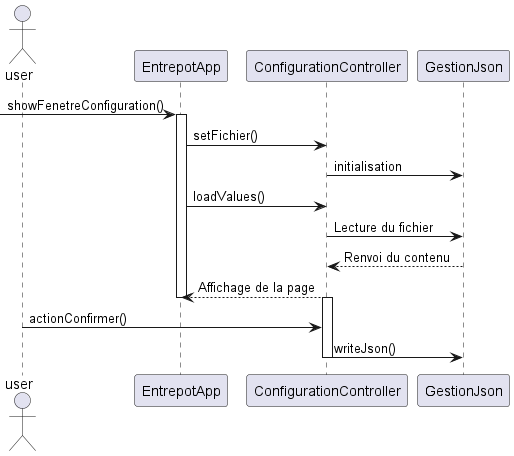 user
EntrepotApp
ConfigurationController
GestionJson
showFenetreConfiguration()
setFichier()
initialisation
loadValues()
Lecture du fichier
Renvoi du contenu
Affichage de la page
actionConfirmer()
writeJson()
user
EntrepotApp
ConfigurationController
GestionJson